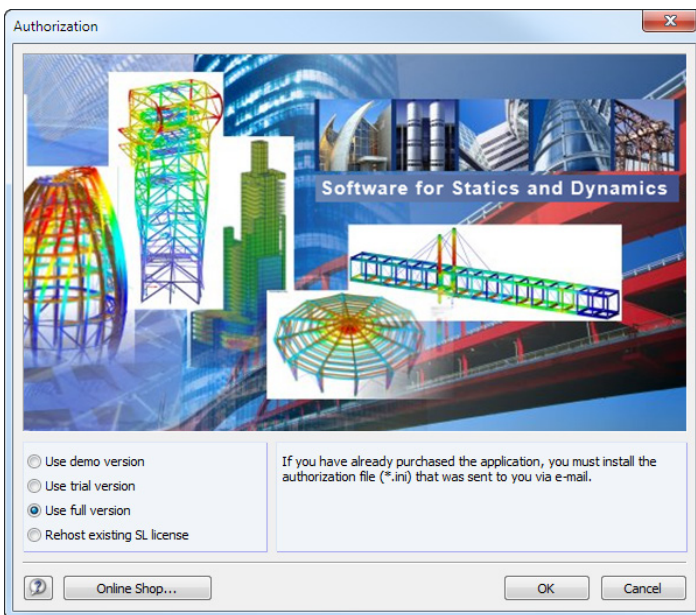 Authorization
Software for Statics and Dynamics
Use demo version
Use trial version
Use full version
Rehost existing SL license
If you have already purchased the application, you must install the
authorization file (*.ini) that was sent to you via e-mail.
Online Shop...
OK
Cancel